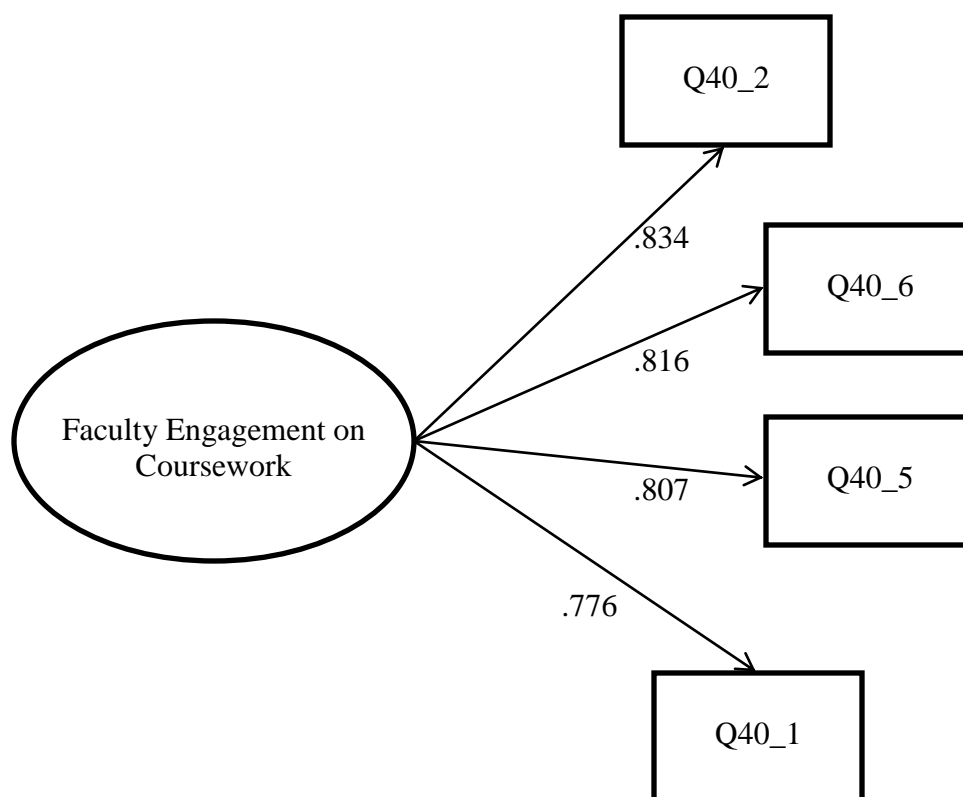 Q40_2
.834
Q40_6
.816
Faculty Engagement on
Coursework
Q40_5
.807
.776
Q40_1